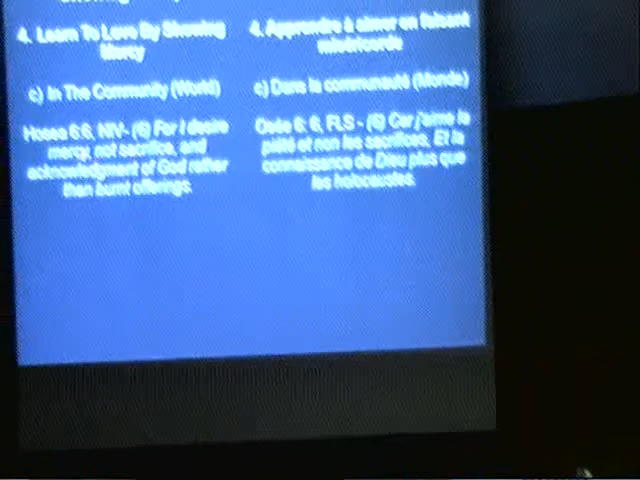 4. Learn To Love By Showing
Mercy
c) In The Community (World)
Hosea 6:6, NIV- (6) For I desire
mercy, not sacrifice, and
acknowledgment of God rather
than burnt offerings.
4. Apprendre à aimer en faisant
miséricorde
c) Dans la communauté (Monde)
Osée 6: 6, FLS - (6) Car j'aime la
piété et non les sacrifices, Et la
connaissance de Dieu plus que
les holocaustes.